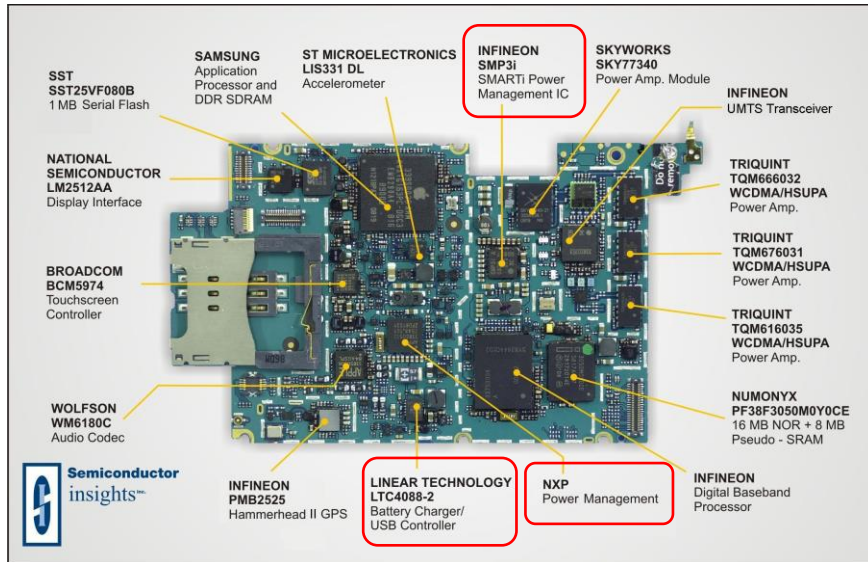 SST
SST25VF080B
1 MB Serial Flash
SAMSUNG
Application
Processor and
DDR SDRAM
ST MICROELECTRONICS
LIS331 DL
Accelerometer
INFINEON
SMP3i
SMARTi Power
Management IC
SKYWORKS
SKY77340
Power Amp. Module
INFINEON
UMTS Transceiver
NATIONAL
SEMICONDUCTOR
LM2512AA
Display Interface
TRIQUINT
TQM666032
WCDMA/HSUPA
Power Amp.
BROADCOM
BCM5974
Touchscreen
Controller
TRIQUINT
TQM676031
WCDMA/HSUPA
Power Amp.
TRIQUINT
TQM616035
WCDMA/HSUPA
Power Amp.
WOLFSON
WM6180C
Audio Codec
NUMONYX
PF38F3050M0Y0CE
16 MB NOR + 8 MB
Pseudo - SRAM
Semiconductor
insights
INFINEON
PMB2525
Hammerhead II GPS
LINEAR TECHNOLOGY
LTC4088-2
Battery Charger/
USB Controller
NXP
Power Management
INFINEON
Digital Baseband
Processor